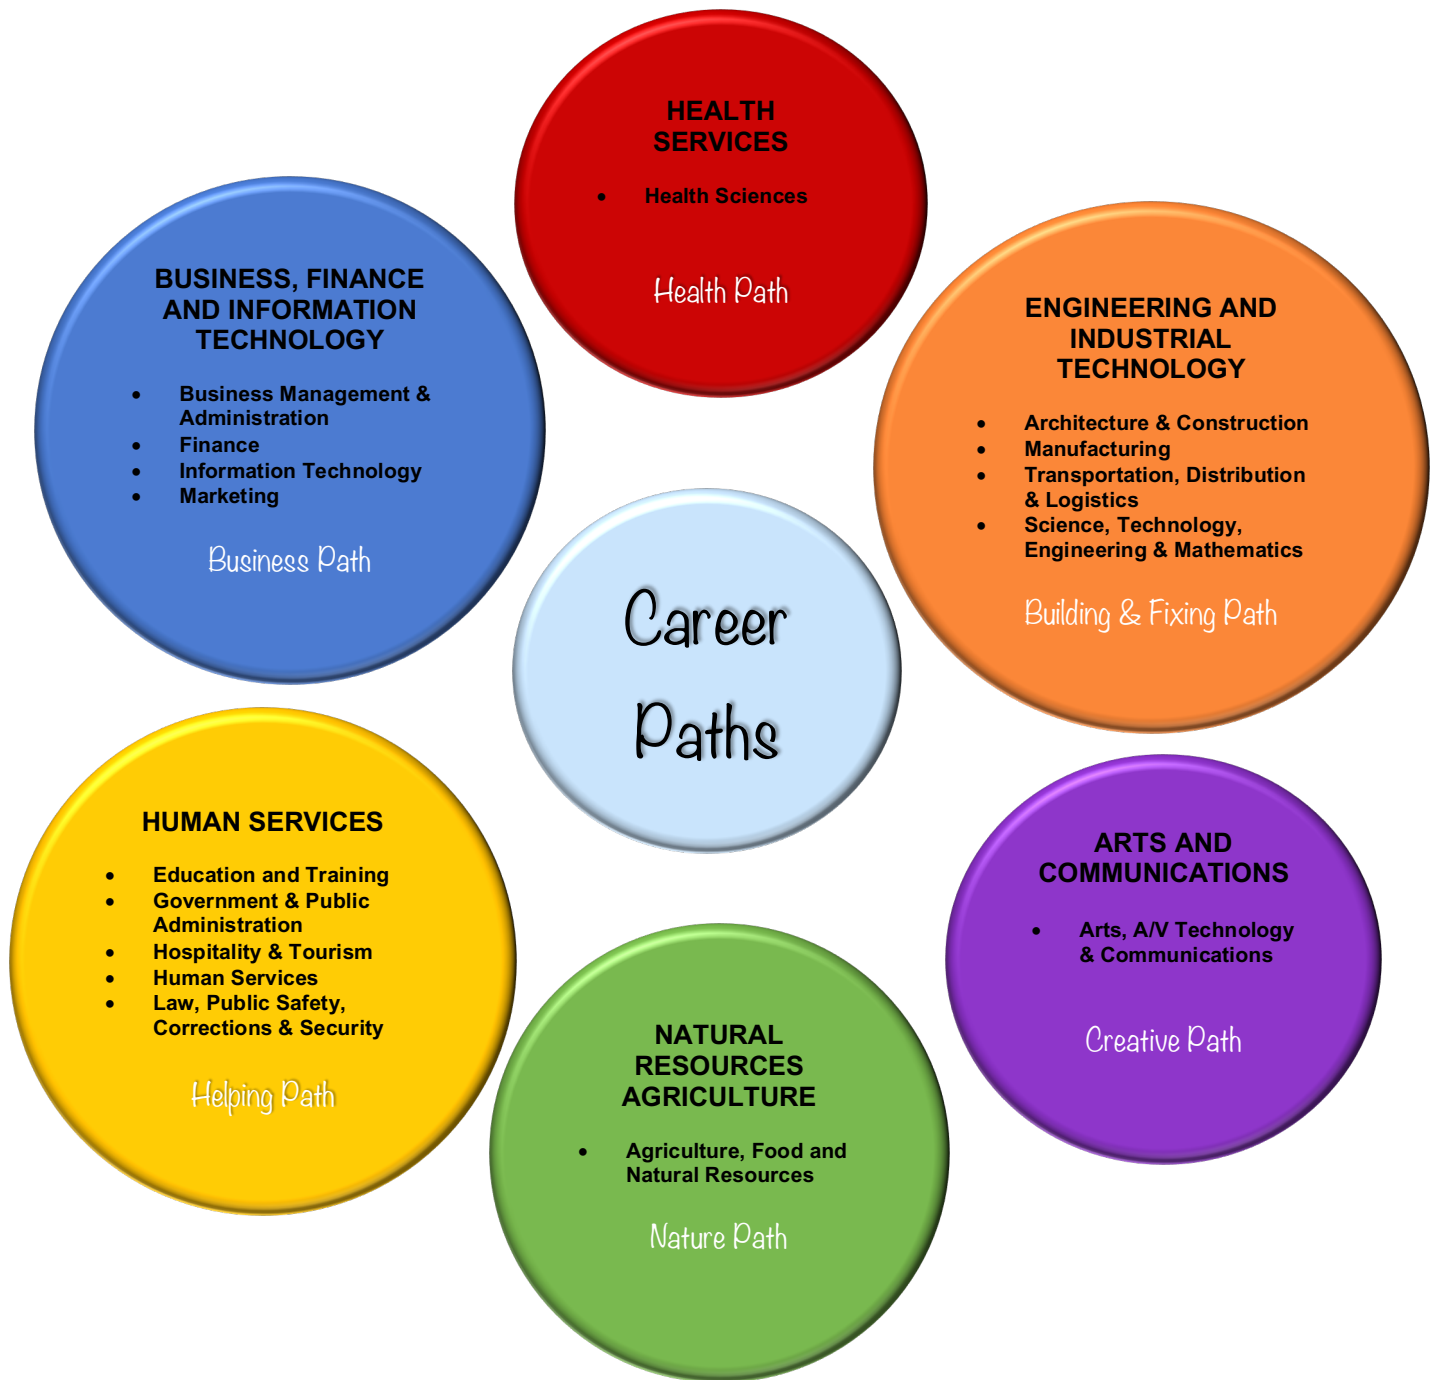 HEALTH
SERVICES
• Health Sciences
Health Path
BUSINESS, FINANCE
AND INFORMATION
TECHNOLOGY
• Business Management &
Administration
• Finance
• Information Technology
• Marketing
Business Path
ENGINEERING AND
INDUSTRIAL
TECHNOLOGY
• Architecture & Construction
• Manufacturing
• Transportation, Distribution
& Logistics
• Science, Technology,
Engineering & Mathematics
Building & Fixing Path
Career
Paths
HUMAN SERVICES
• Education and Training
• Government & Public
Administration
• Hospitality & Tourism
• Human Services
• Law, Public Safety,
Corrections & Security
Helping Path
ARTS AND
COMMUNICATIONS
• Arts, A/V Technology
& Communications
Creative Path
NATURAL
RESOURCES
AGRICULTURE
• Agriculture, Food and
Natural Resources
Nature Path